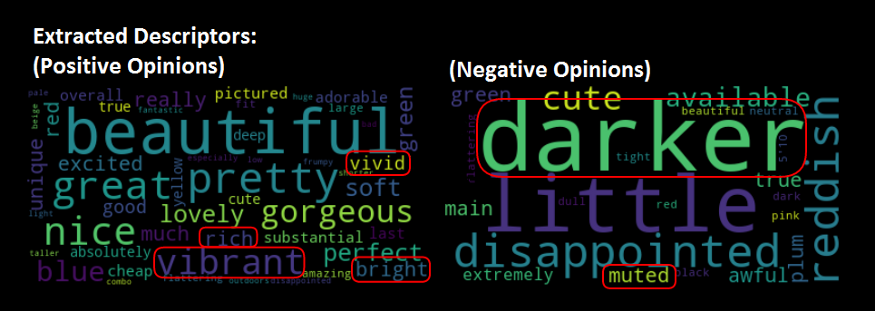 Extracted Descriptors:
(Positive Opinions)
(Negative Opinions)
pale overall really pictured huge adorable large green
beige red true fantastic fit
beautiful deep
unique excited yellow especially low frumpy vivid
great pretty shorter soft
light good lovely cute gorgeous
nice much rich substantial last
taller absolutely vibrant perfect
blue cheap combo flattering outdoors disappointed amazing bright
green cute available
beautiful neutral
darker
flattering tight 5'0
little true dark reddish
main dull red pink
disappointed plum
extremely muted black awful